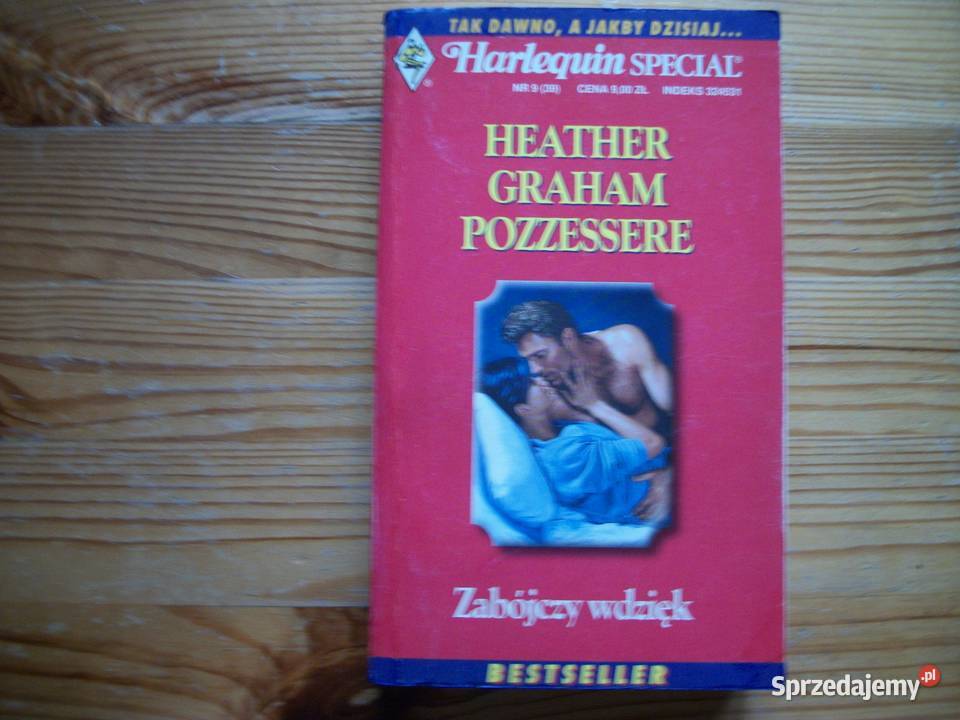 TAK DAWNO, A JAKBY DZISIAJ...
Harlequin SPECIAL®
NR 9 (39) CENA 9,00 ZŁ INDEKS
HEATHER
GRAHAM
POZZESSERE
Zabójczy wdzięk
BESTSELLER
Sprzedajemy.pl